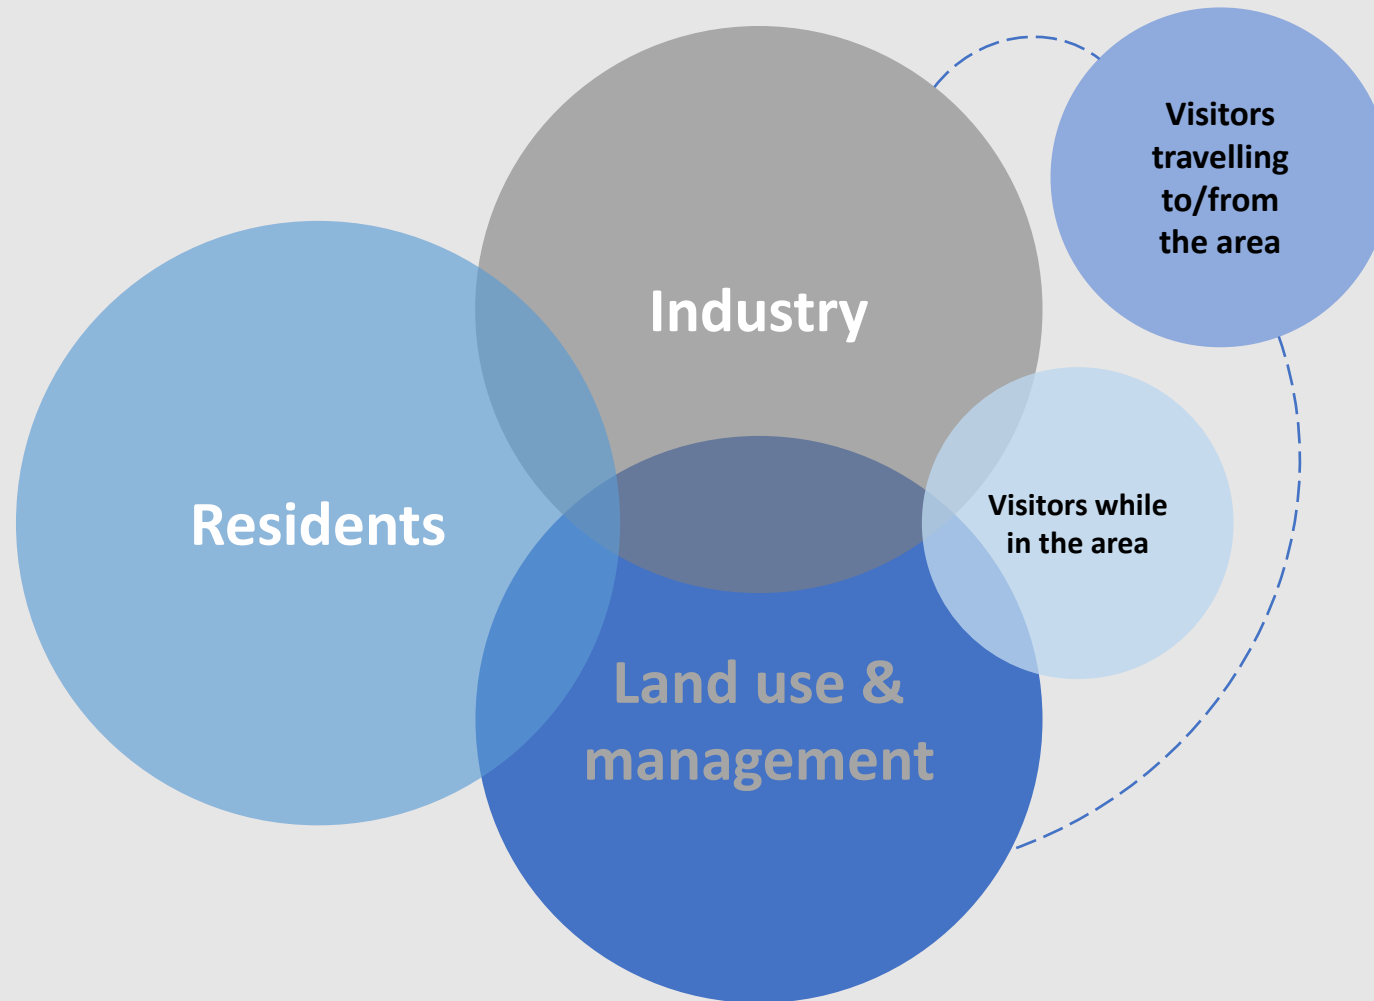 Visitors
travelling
to/from
the area
Industry
Residents
Visitors while
in the area
Land use &
management